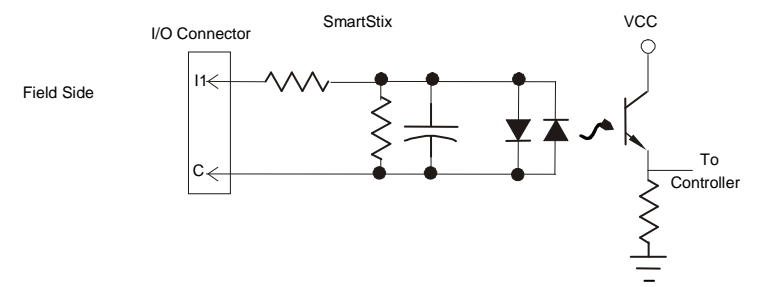 SmartStix
VCC
I/O Connector
I1
Field Side
C
To
Controller